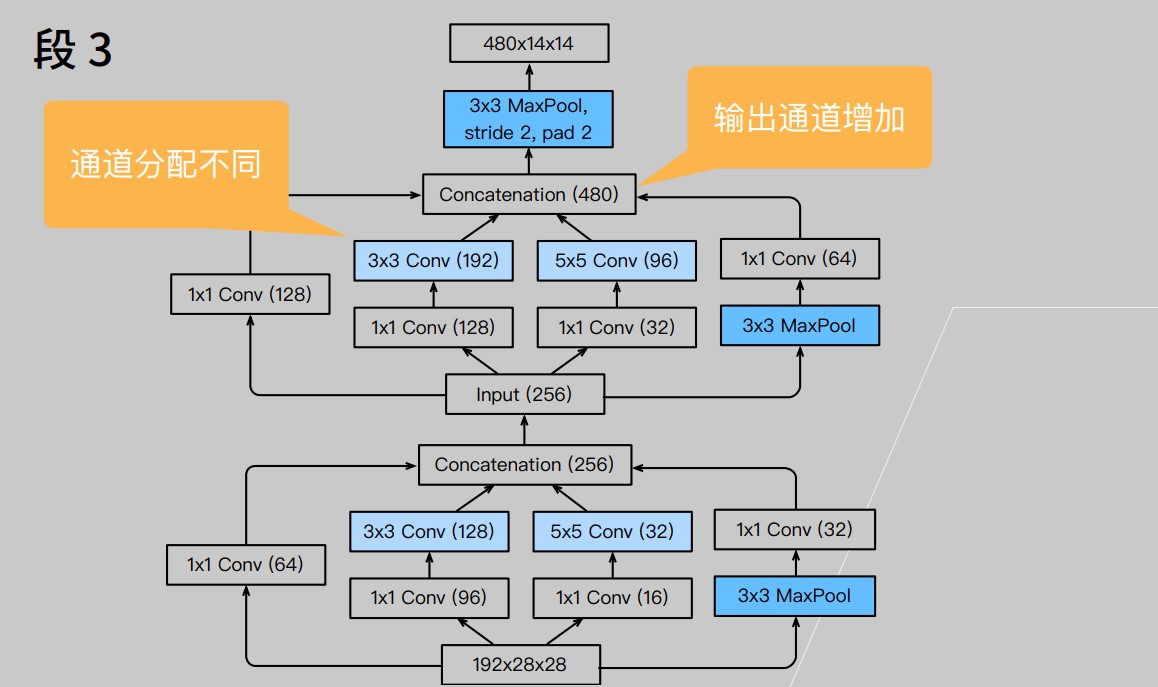 段 3
480x14x14
3x3 MaxPool,
stride 2, pad 2
输出通道增加
通道分配不同
Concatenation (480)
3x3 Conv (192)
5x5 Conv (96)
1x1 Conv (64)
1x1 Conv (128)
1x1 Conv (128)
1x1 Conv (32)
3x3 MaxPool
Input (256)
Concatenation (256)
3x3 Conv (128)
5x5 Conv (32)
1x1 Conv (32)
1x1 Conv (64)
1x1 Conv (96)
1x1 Conv (16)
3x3 MaxPool
192x28x28